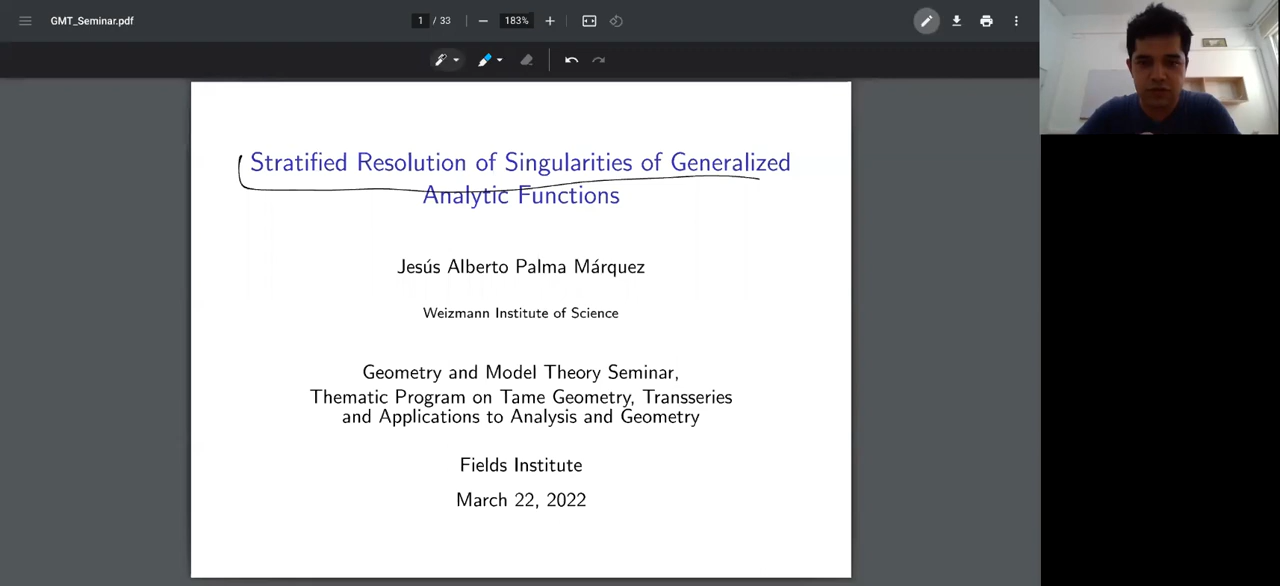 GMT_Seminar.pdf
1 / 33
183%
Stratified Resolution of Singularities of Generalized
Analytic Functions
Jesús Alberto Palma Márquez
Weizmann Institute of Science
Geometry and Model Theory Seminar,
Thematic Program on Tame Geometry, Transseries
and Applications to Analysis and Geometry
Fields Institute
March 22, 2022